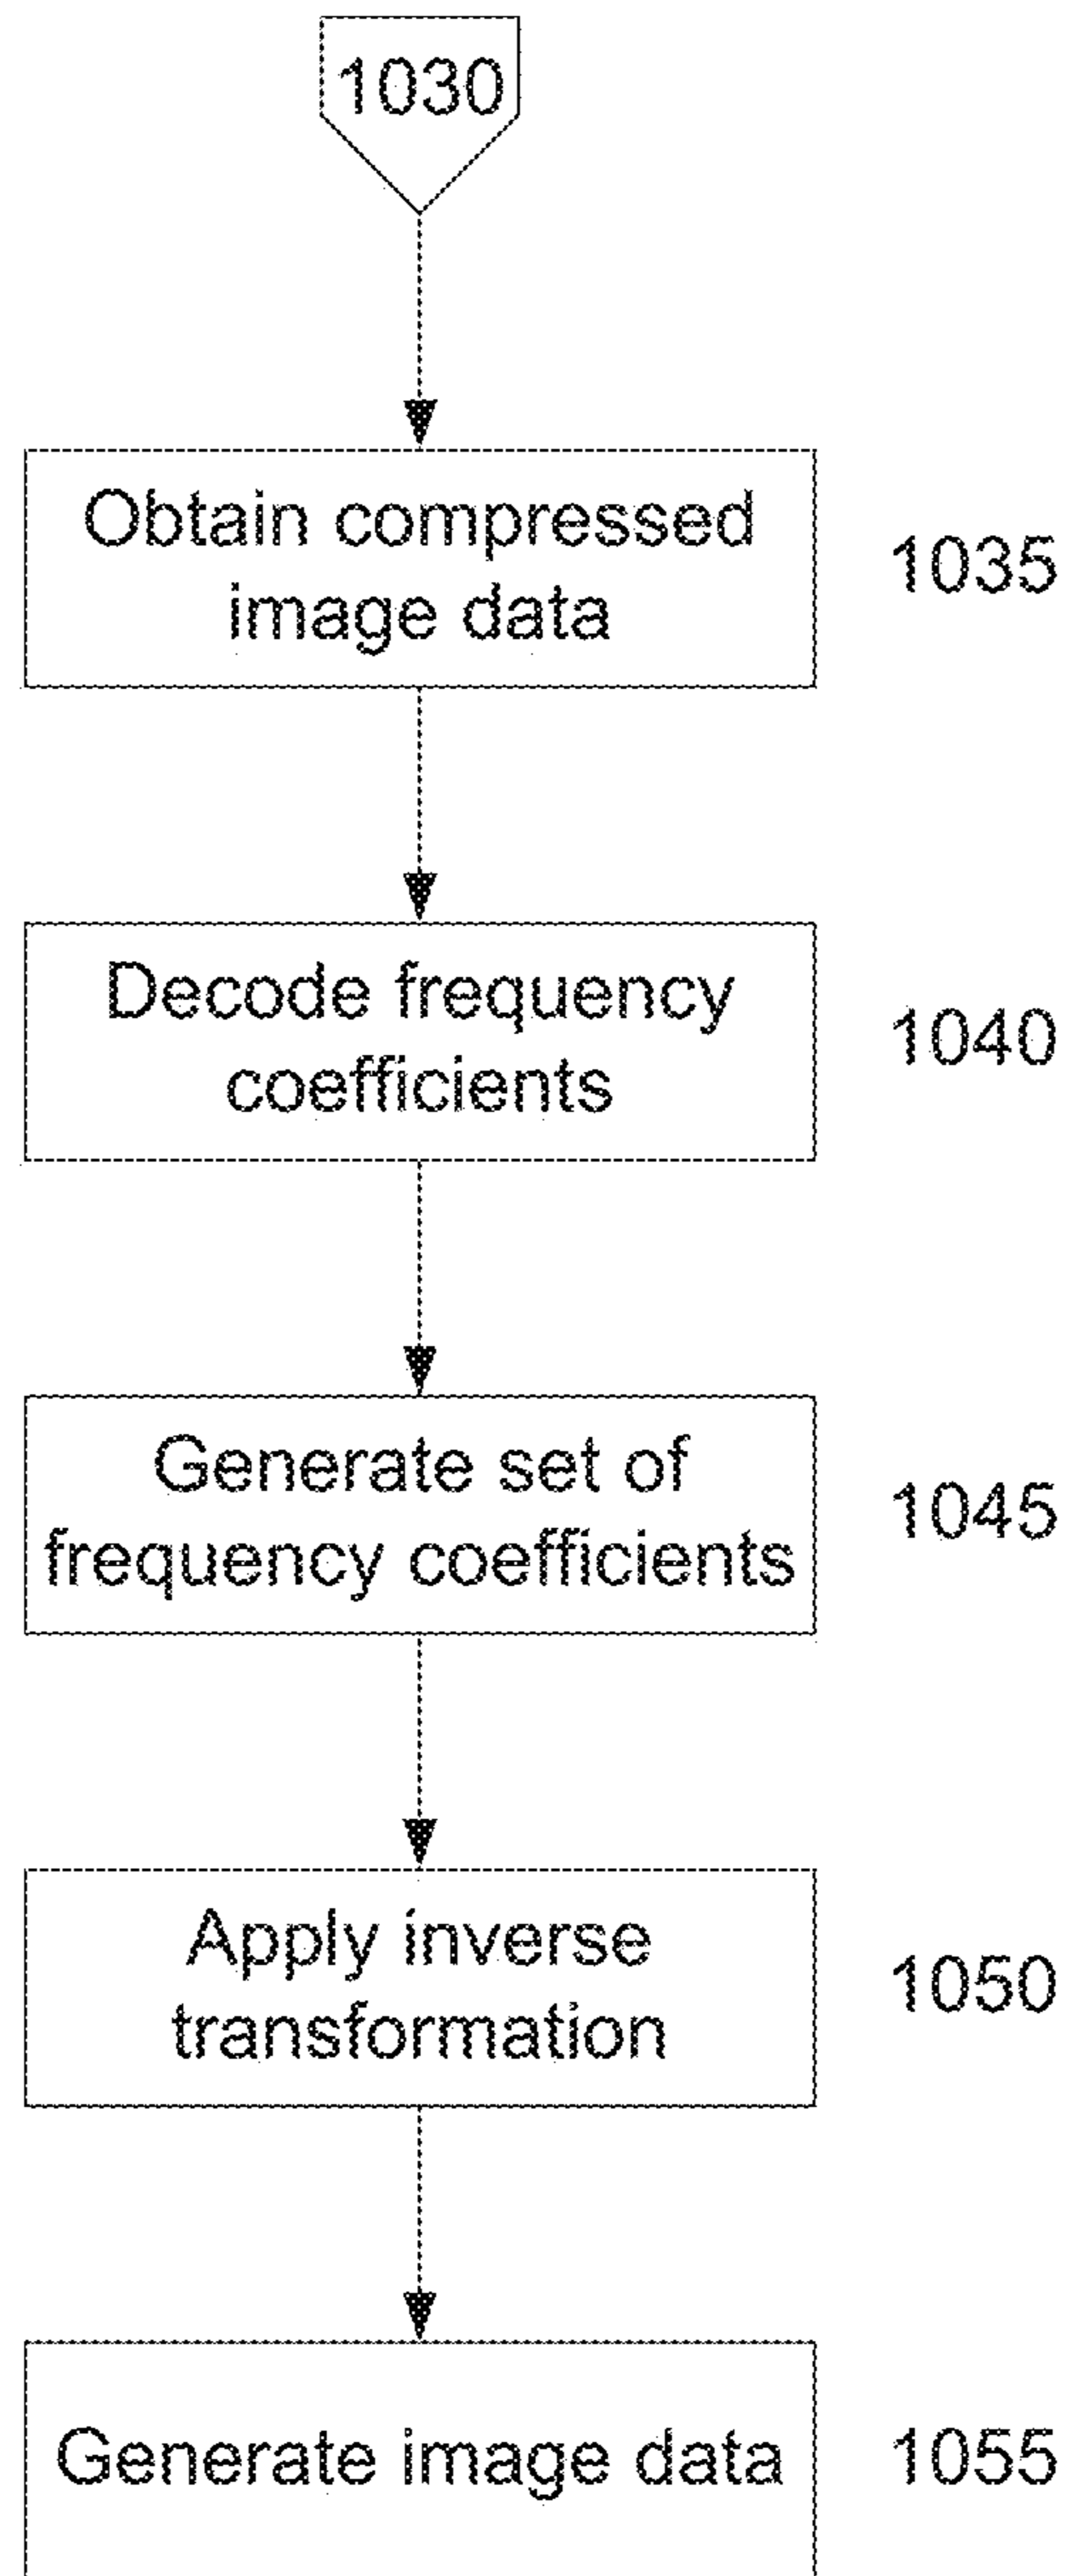 1030
Obtain compressed
image data
1035
Decode frequency
coefficients
1040
Generate set of
frequency coefficients
1045
Apply inverse
transformation
1050
Generate image data
1055